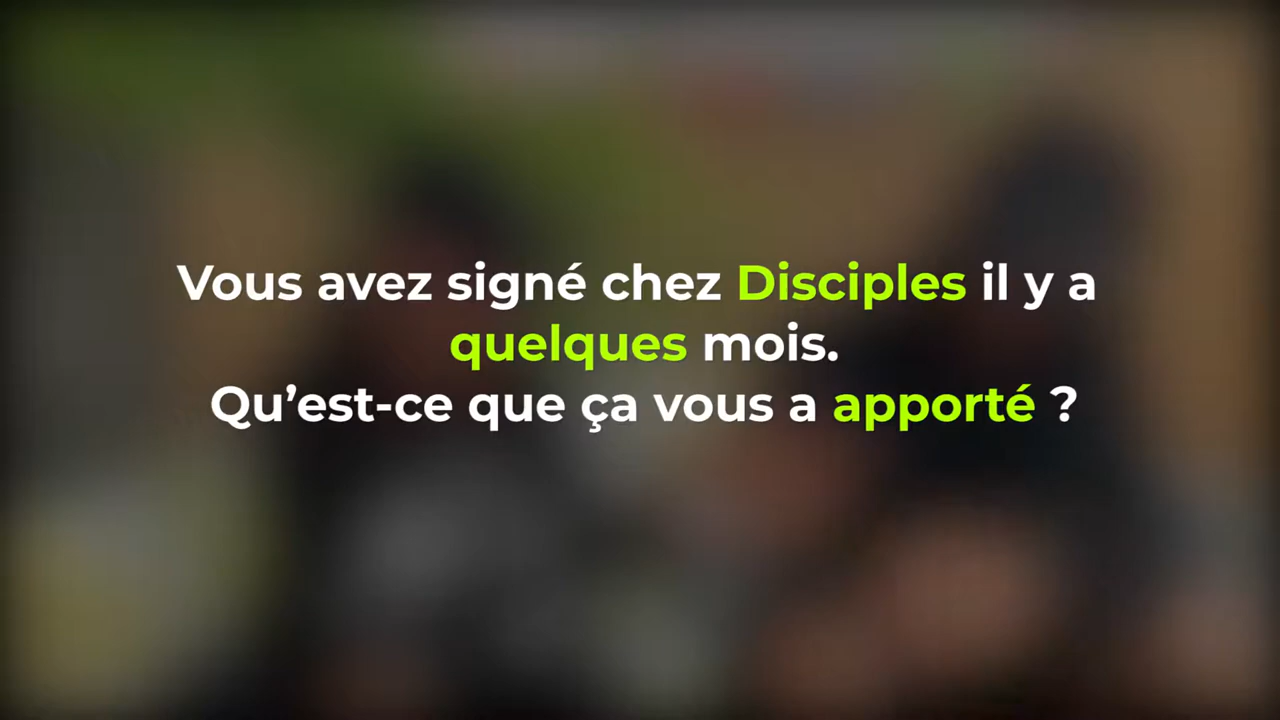 Vous avez signé chez Disciples il y a
quelques mois.
Qu’est-ce que ça vous a apporté ?